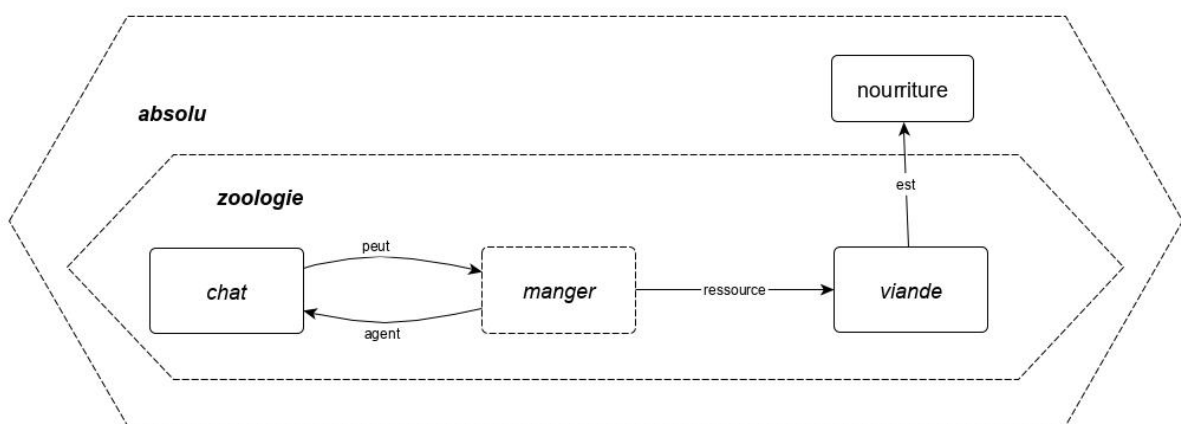 nourriture
absolu
est
zoologie
peut
chat
manger
ressource
viande
agent